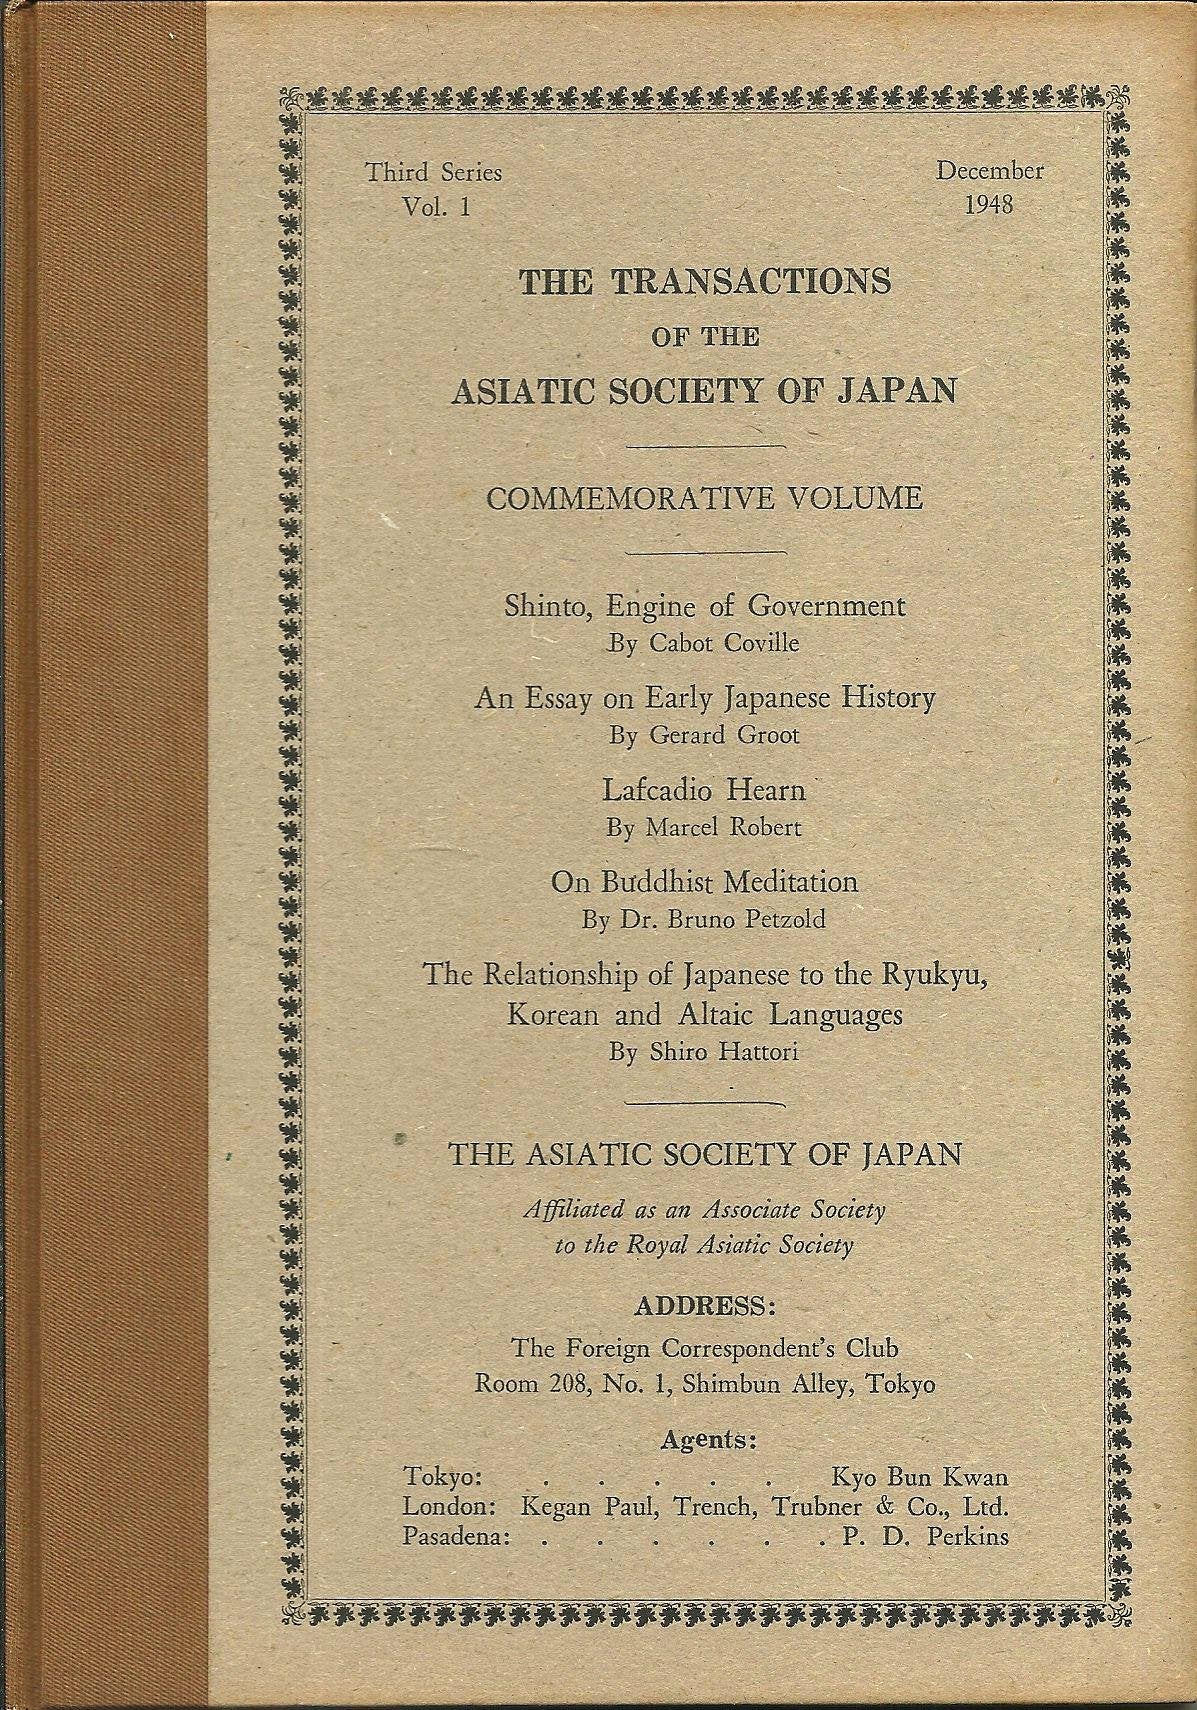 Third Series
Vol. 1
December
1948
THE TRANSACTIONS
OF THE
ASIATIC SOCIETY OF JAPAN
COMMEMORATIVE VOLUME
Shinto, Engine of Government
By Cabot Coville
An Essay on Early Japanese History
By Gerard Groot
Lafcadio Hearn
By Marcel Robert
On Buddhist Meditation
By Dr. Bruno Petzold
The Relationship of Japanese to the Ryukyu,
Korean and Altaic Languages
By Shiro Hattori
THE ASIATIC SOCIETY OF JAPAN
Affiliated as an Associate Society
to the Royal Asiatic Society
ADDRESS:
The Foreign Correspondent's Club
Room 208, No. 1, Shimbun Alley, Tokyo
Agents:
Tokyo: . . . . . Kyo Bun Kwan
London: Kegan Paul, Trench, Trubner & Co., Ltd.
Pasadena: . . . . . . P. D. Perkins